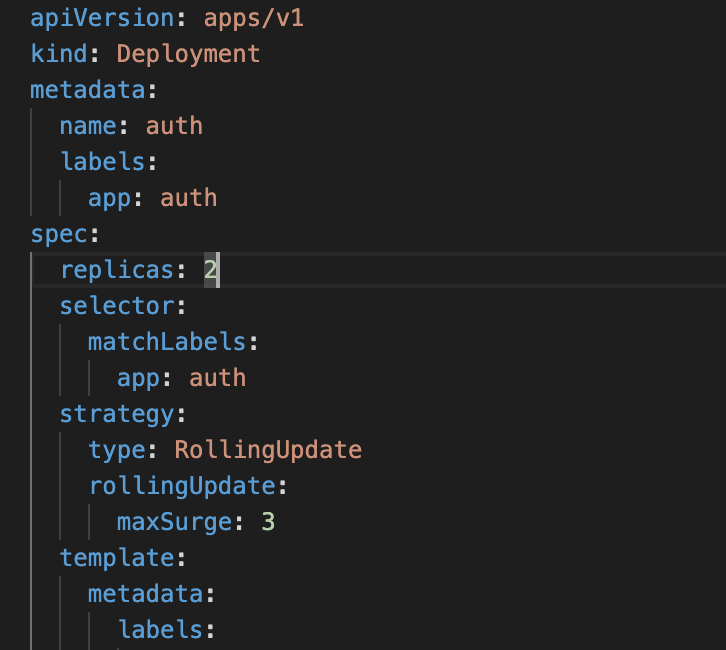 apiVersion: apps/v1
kind: Deployment
metadata:
  name: auth
  labels:
    app: auth
spec:
  replicas: 2
  selector:
    matchLabels:
      app: auth
  strategy:
    type: RollingUpdate
    rollingUpdate:
      maxSurge: 3
  template:
    metadata:
      labels: